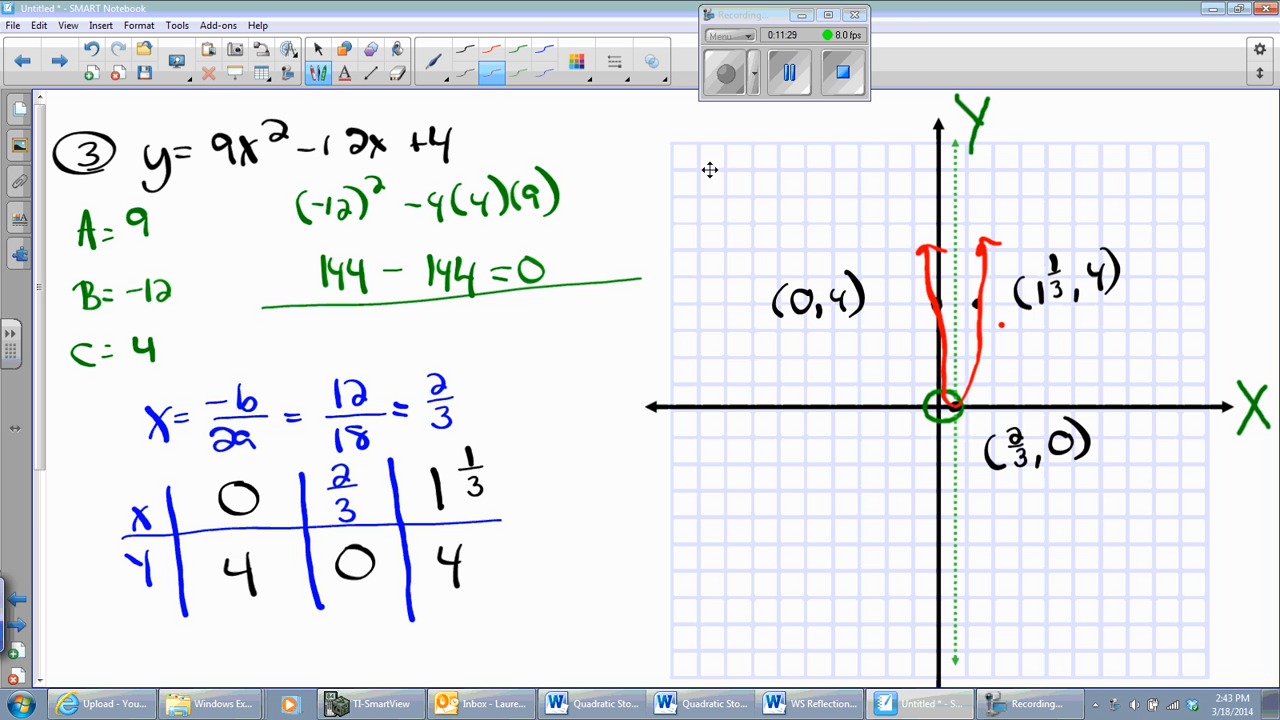 Untitled * - SMART Notebook
File Edit View Insert Format Tools Add-ons Help
Recording...
Menu 0:11:29 8.0 fps
3 y= 9x² -12x +4
A= 9
(-12)² -4(4)(9)
B= -12
144 - 144 = 0
C= 4
X= -b/2a = 12/18 = 2/3
x 0 2/3 1 1/3
y 4 0 4
Y
X
(0,4)
(1 1/3, 4)
(2/3, 0)
Upload - You... Windows Ex... TI-SmartView Inbox - Laure... Quadratic Sto... Quadratic Sto... WS Reflection... Untitled * - S... Recording...
2:43 PM
3/18/2014